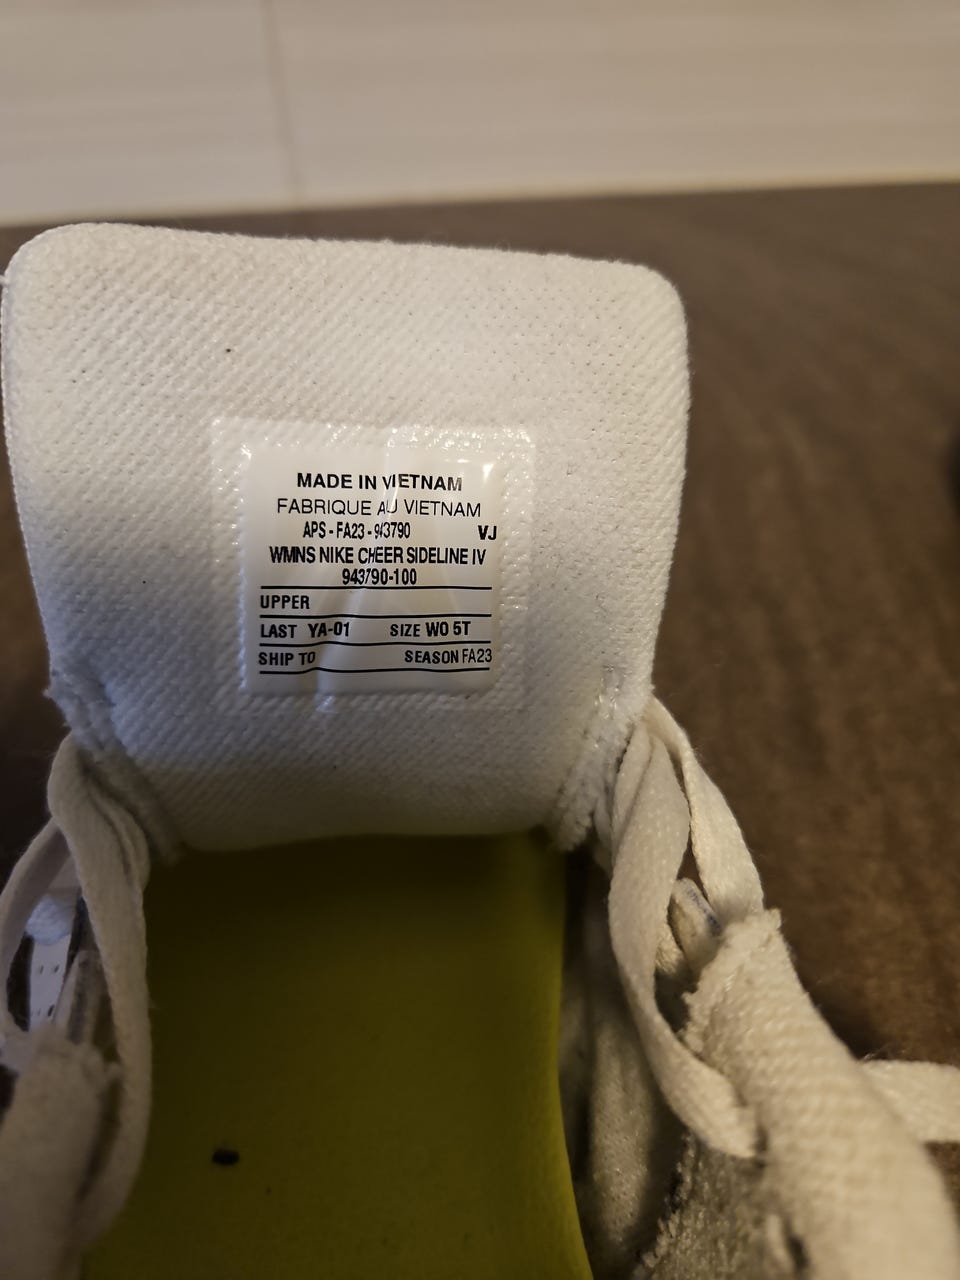 MADE IN VIETNAM
FABRIQUE AU VIETNAM
APS - FA23 - 943790 VJ
WMNS NIKE CHEER SIDELINE IV
943790-100
UPPER
LAST YA-01 SIZE WO 5T
SHIP TO SEASON FA23